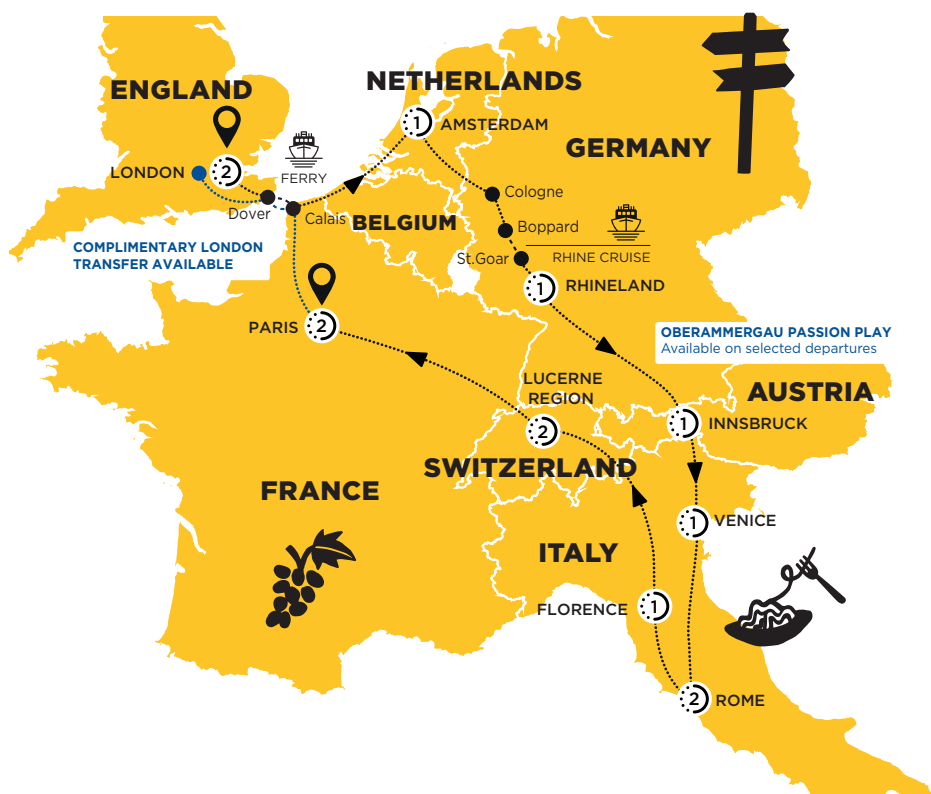 ENGLAND
NETHERLANDS
1
AMSTERDAM
GERMANY
LONDON
2
FERRY
Dover
Calais
BELGIUM
Cologne
Boppard
St.Goar
RHINE CRUISE
COMPLIMENTARY LONDON
TRANSFER AVAILABLE
1
RHINELAND
PARIS
2
OBERAMMERGAU PASSION PLAY
Available on selected departures
LUCERNE
REGION
2
AUSTRIA
1
INNSBRUCK
SWITZERLAND
FRANCE
1
VENICE
ITALY
FLORENCE
1
2
ROME